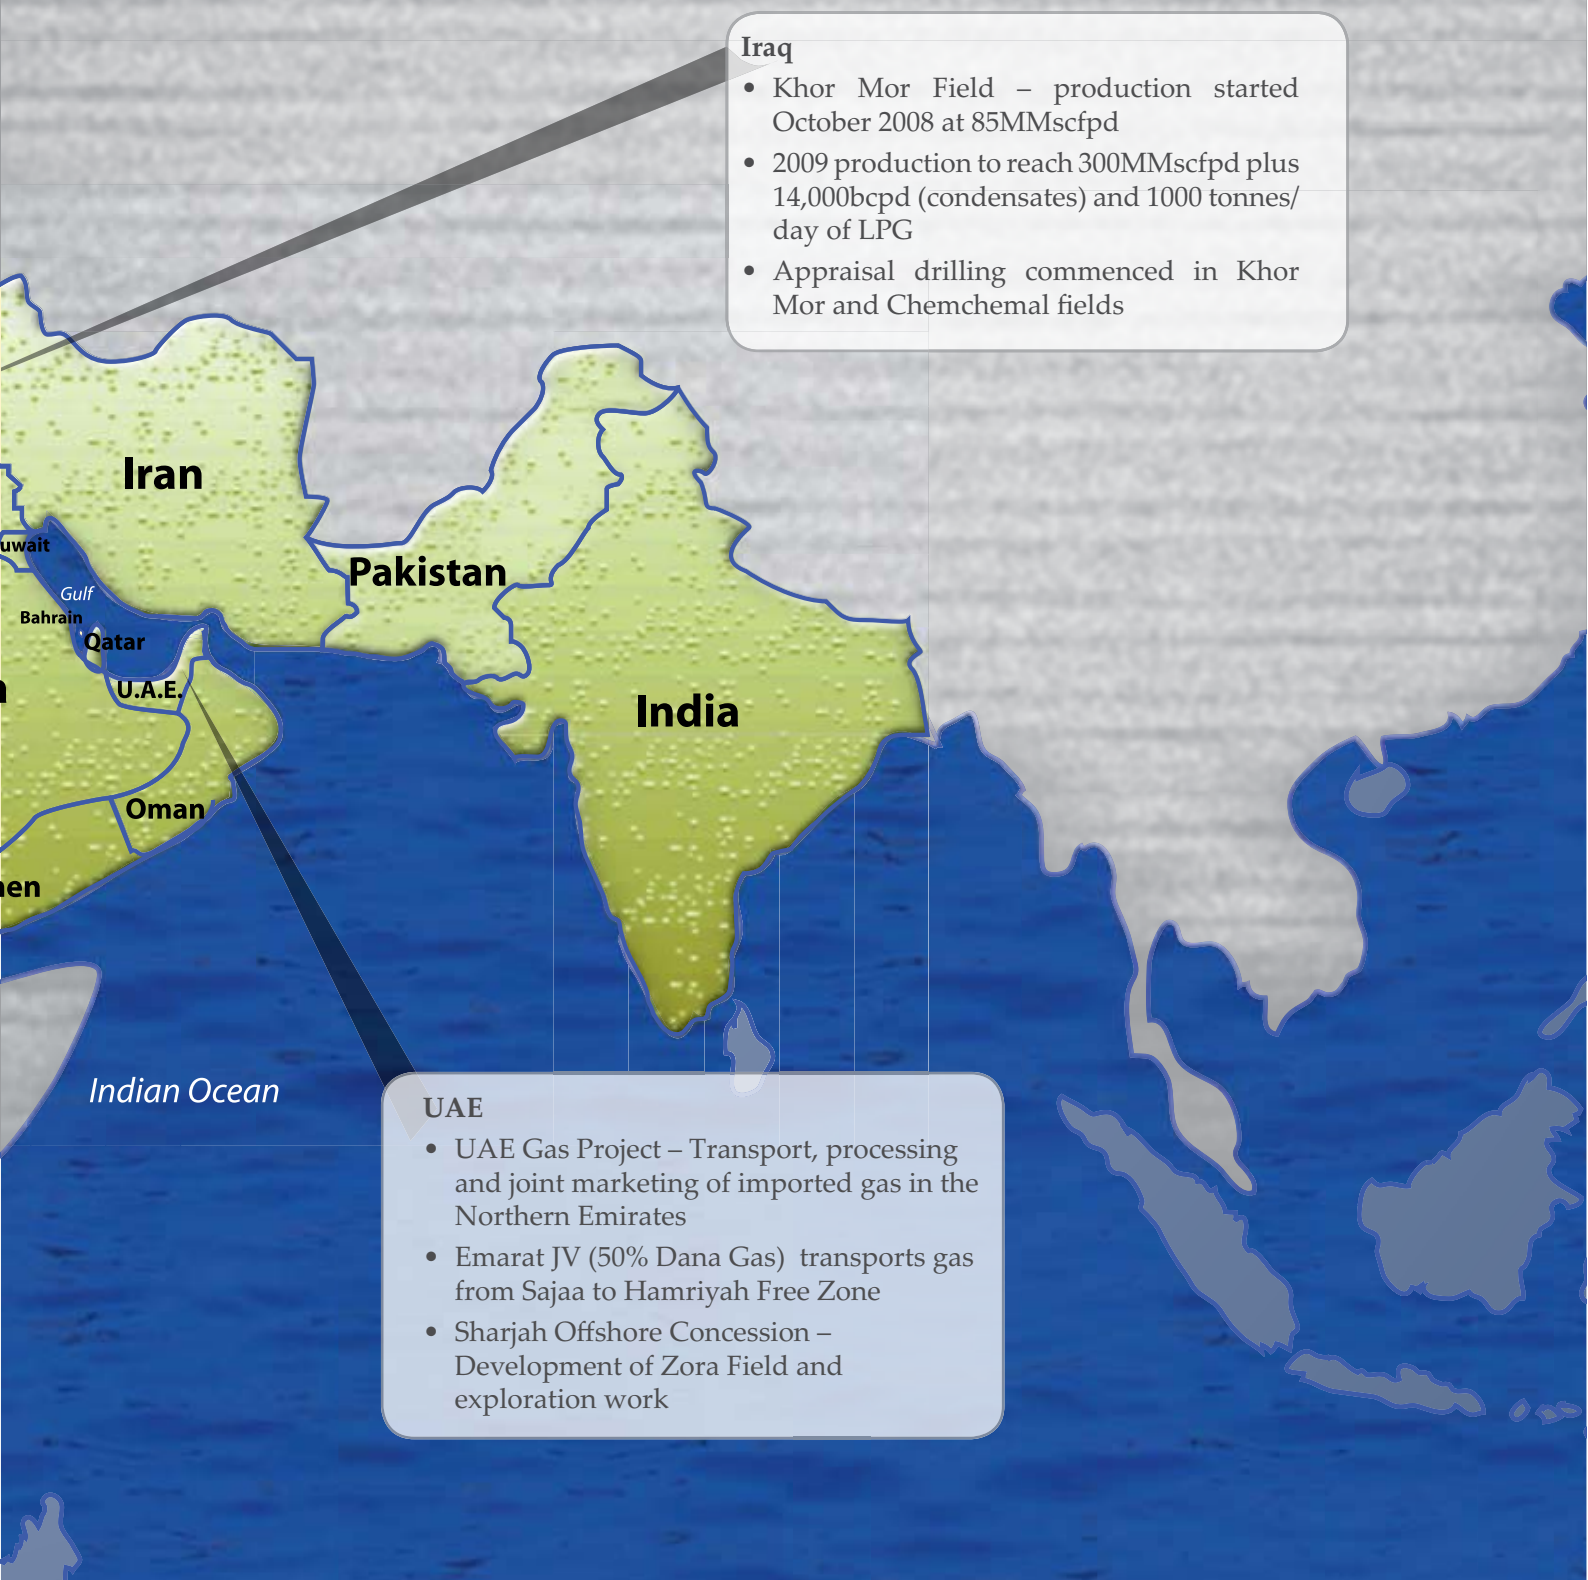 Iraq
• Khor Mor Field – production started
October 2008 at 85MMscfpd
• 2009 production to reach 300MMscfpd plus
14,000bcpd (condensates) and 1000 tonnes/
day of LPG
• Appraisal drilling commenced in Khor
Mor and Chemchemal fields
Iran
uwait
Pakistan
Gulf
Bahrain
Qatar
U.A.E.
India
Oman
en
Indian Ocean
UAE
• UAE Gas Project – Transport, processing
and joint marketing of imported gas in the
Northern Emirates
• Emarat JV (50% Dana Gas)  transports gas
from Sajaa to Hamriyah Free Zone
• Sharjah Offshore Concession –
Development of Zora Field and
exploration work